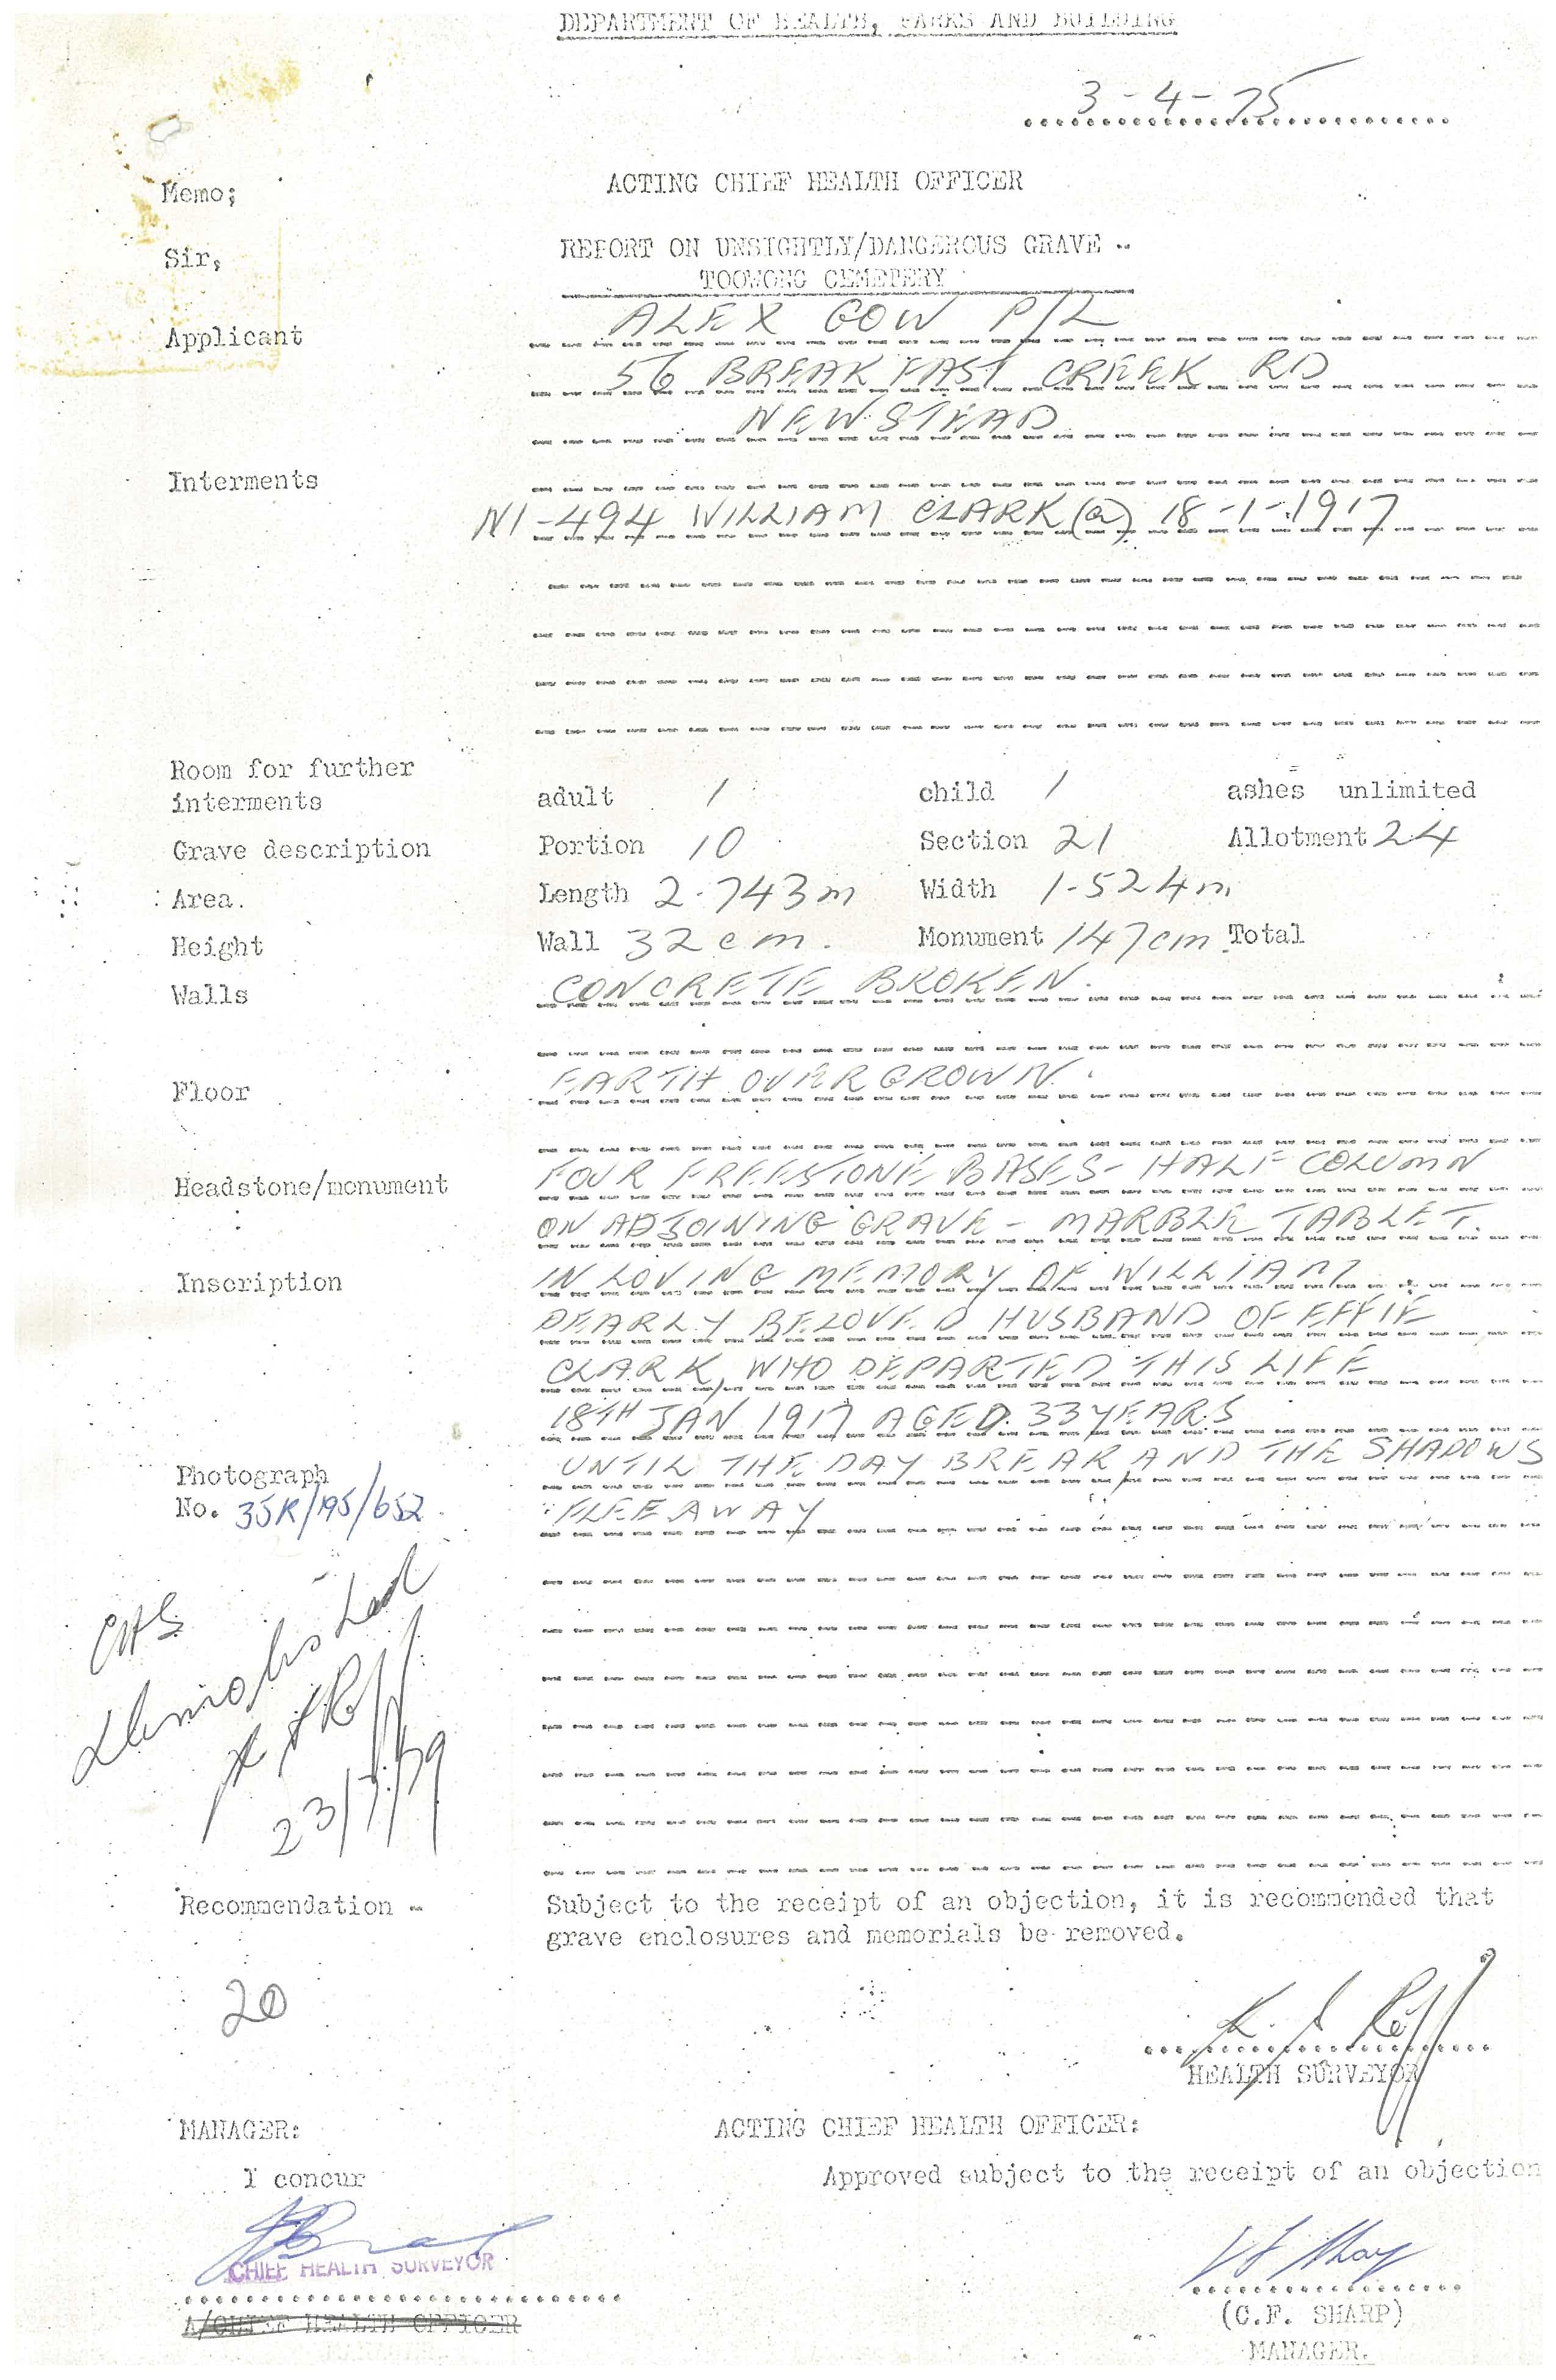 DEPARTMENT OF HEALTH, PARKS AND BUILDING
3-4-75
Memo; ACTING CHIEF HEALTH OFFICER
Sir, REPORT ON UNSIGHTLY/DANGEROUS GRAVE -
TOOWONG CEMETERY
Applicant ALEX GOW P/L
56 BREAKFAST CREEK RD
NEWSTEAD
Interments
N1-494 WILLIAM CLARK (a) 18-1-1917
Room for further
interments adult 1 child 1 ashes unlimited
Grave description Portion 10 Section 21 Allotment 24
Area. Length 2.743m Width 1.524m
Height Wall 32cm. Monument 147cm Total
Walls CONCRETE BROKEN.
Floor EARTH OVERGROWN.
Headstone/monument FOUR FREESTONE BASES - HALF COLUMN
ON ADJOINING GRAVE - MARBLE TABLET.
Inscription IN LOVING MEMORY OF WILLIAM
DEARLY BELOVED HUSBAND OF EFFIE
CLARK, WHO DEPARTED THIS LIFE
18TH JAN 1917 AGED 33 YEARS
Photograph UNTIL THE DAY BREAK, AND THE SHADOWS
No. 35R/195/652 FLEE AWAY
CHS
demolished
23/7/79
Recommendation - Subject to the receipt of an objection, it is recommended that
grave enclosures and memorials be removed.
20
HEALTH SURVEYOR
MANAGER: ACTING CHIEF HEALTH OFFICER:
I concur Approved subject to the receipt of an objection
CHIEF HEALTH SURVEYOR
A/CHIEF HEALTH OFFICER
(C.F. SHARP)
MANAGER.